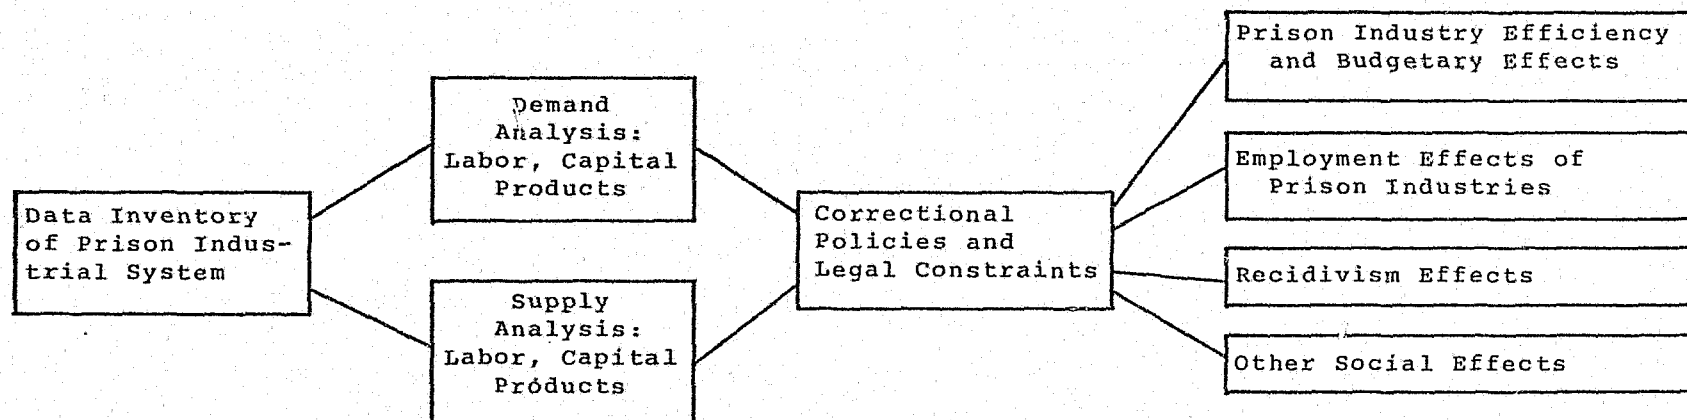 Data Inventory
of Prison Indus-
trial System
Demand
Analysis:
Labor, Capital
Products
Supply
Analysis:
Labor, Capital
Products
Correctional
Policies and
Legal Constraints
Prison Industry Efficiency
and Budgetary Effects
Employment Effects of
Prison Industries
Recidivism Effects
Other Social Effects